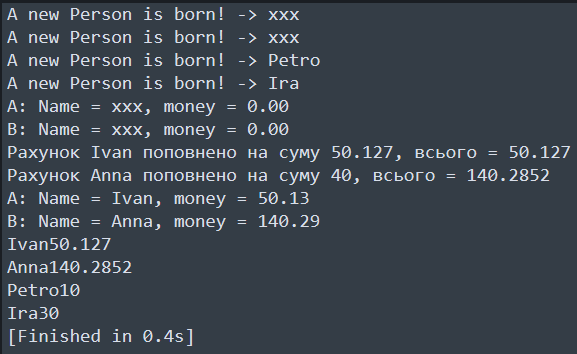 A new Person is born! -> xxx
A new Person is born! -> xxx
A new Person is born! -> Petro
A new Person is born! -> Ira
A: Name = xxx, money = 0.00
B: Name = xxx, money = 0.00
Рахунок Ivan поповнено на суму 50.127, всього = 50.127
Рахунок Anna поповнено на суму 40, всього = 140.2852
A: Name = Ivan, money = 50.13
B: Name = Anna, money = 140.29
Ivan50.127
Anna140.2852
Petro10
Ira30
[Finished in 0.4s]